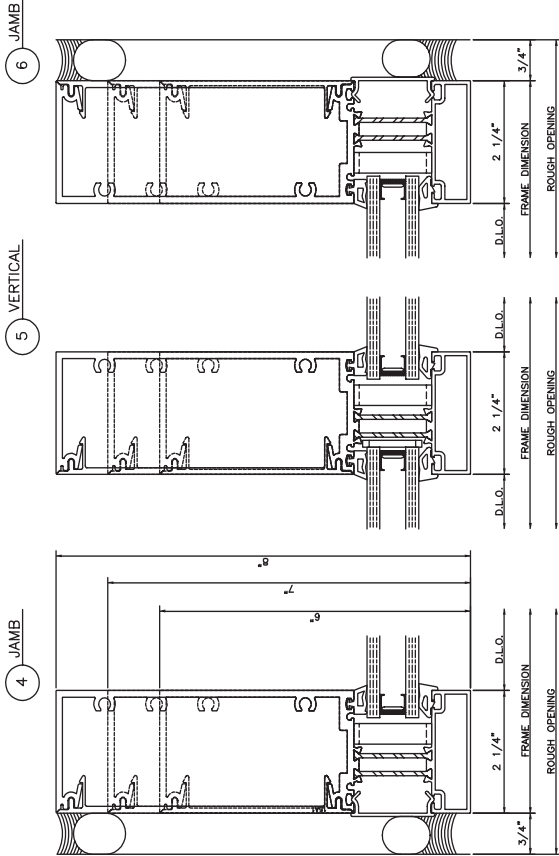 4 JAMB
8"
7"
6"
3/4"
2 1/4"
D.L.O.
FRAME DIMENSION
ROUGH OPENING
5 VERTICAL
D.L.O.
2 1/4"
D.L.O.
FRAME DIMENSION
ROUGH OPENING
6 JAMB
D.L.O.
2 1/4"
3/4"
FRAME DIMENSION
ROUGH OPENING